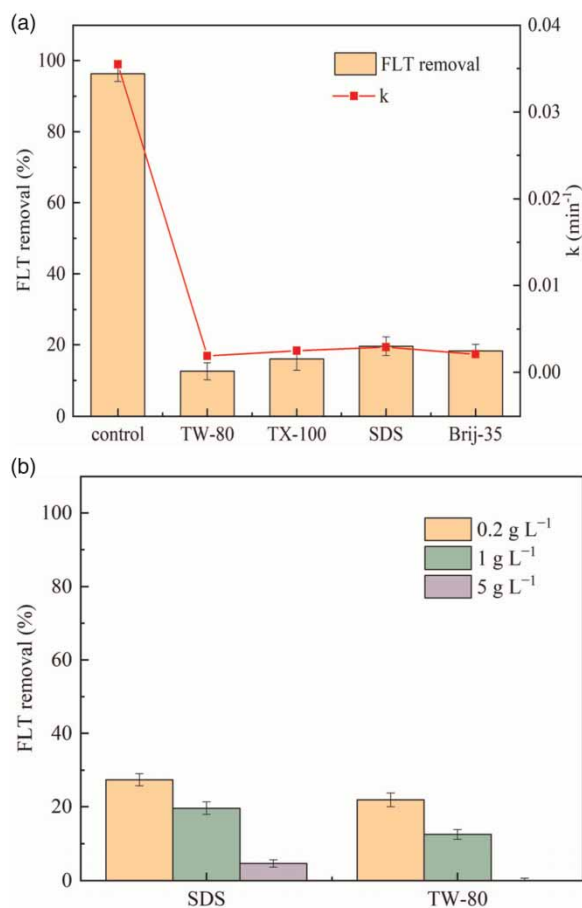 (a)
FLT removal (%)
100
80
60
40
20
0
FLT removal
k
0.04
0.03
0.02
0.01
0.00
k (min⁻¹)
control TW-80 TX-100 SDS Brij-35
(b)
FLT removal (%)
100
80
60
40
20
0
0.2 g L⁻¹
1 g L⁻¹
5 g L⁻¹
SDS TW-80